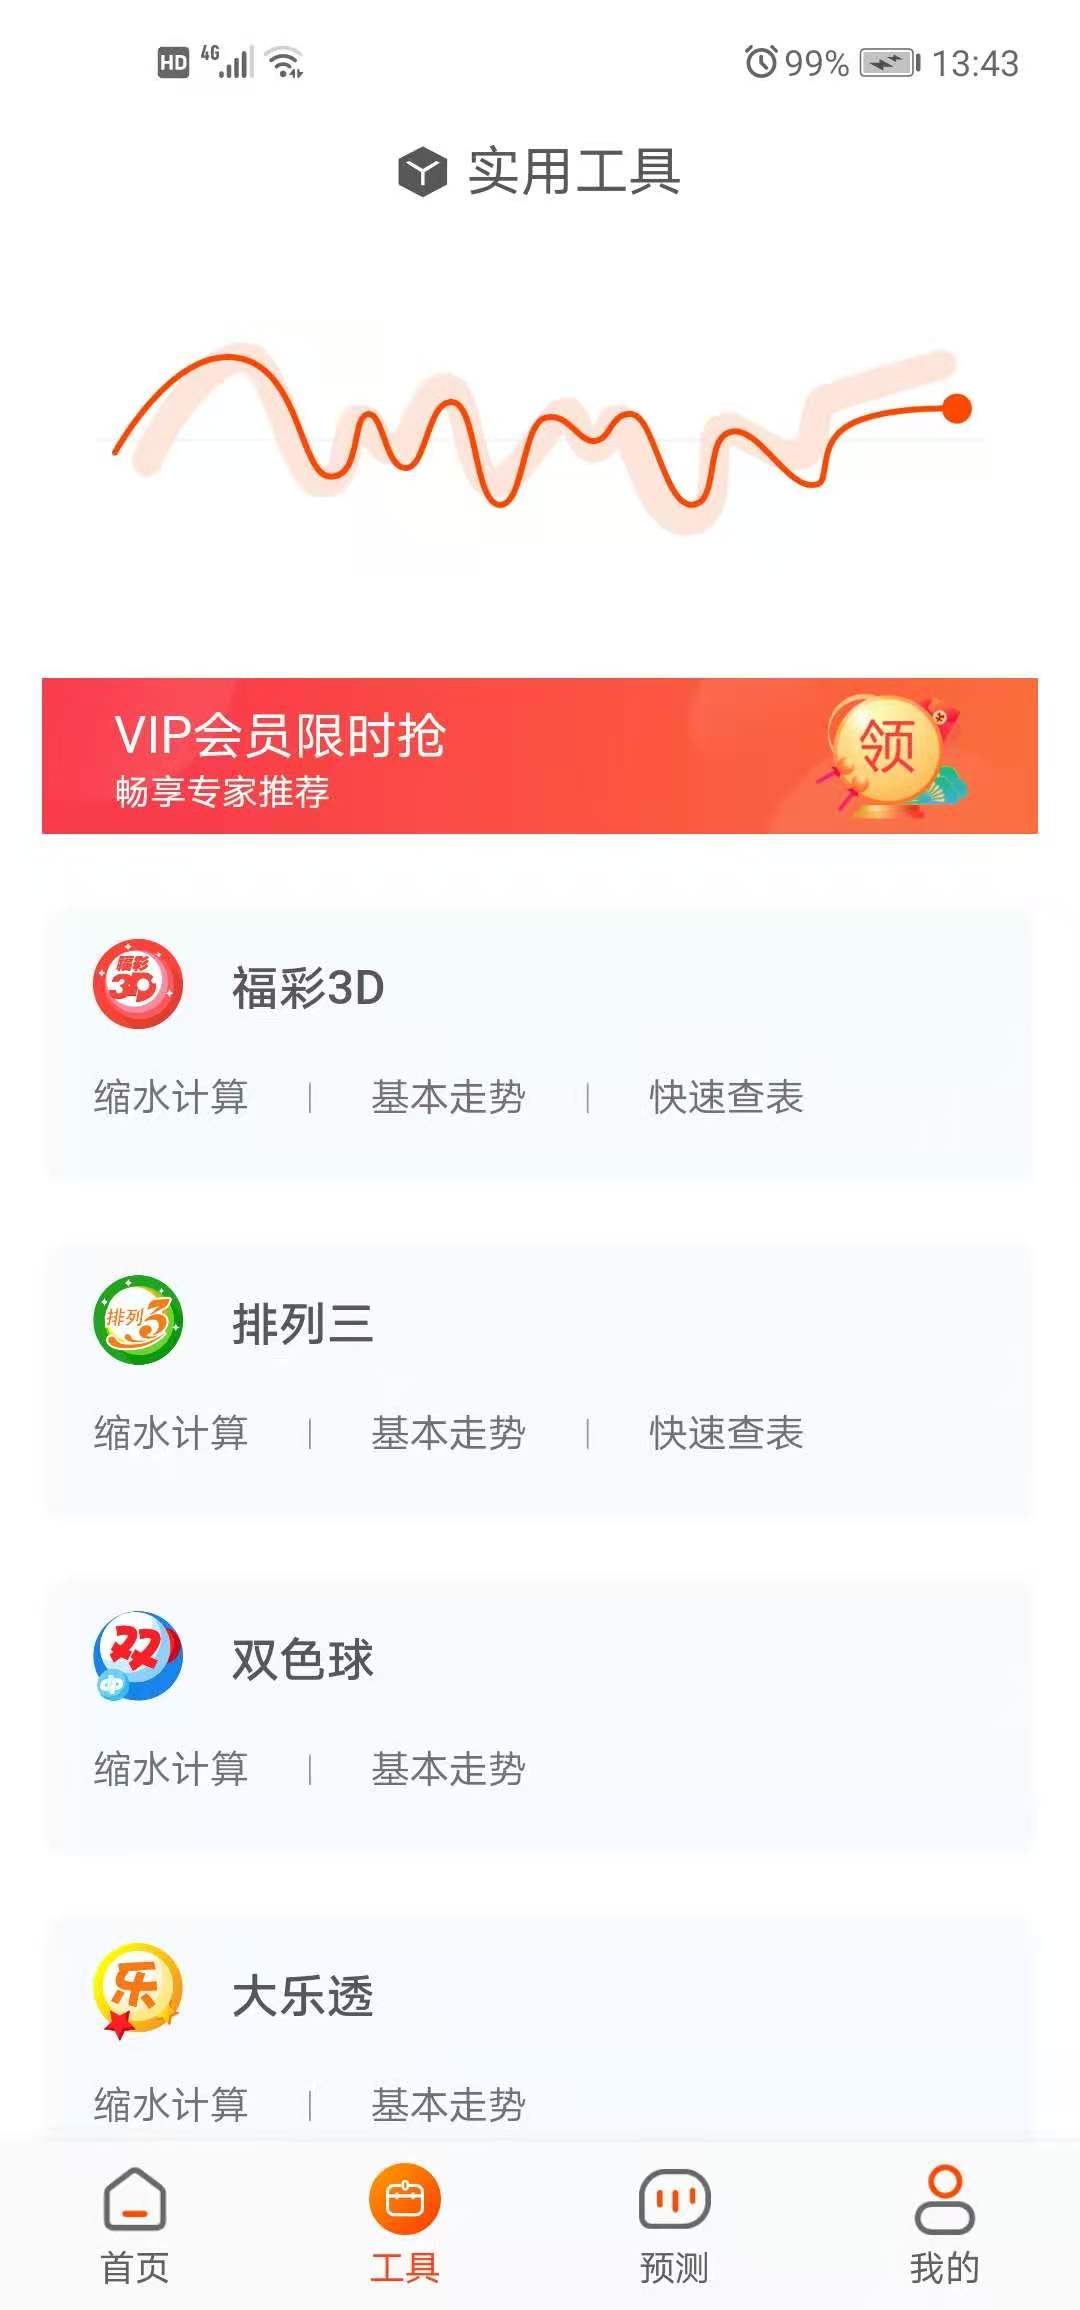 HD 4G 99% 13:43
实用工具
VIP会员限时抢
畅享专家推荐
领
福彩
3D
福彩3D
缩水计算 | 基本走势 | 快速查表
排列3
排列三
缩水计算 | 基本走势 | 快速查表
双
中
双色球
缩水计算 | 基本走势
乐
大乐透
缩水计算 | 基本走势
首页 工具 预测 我的